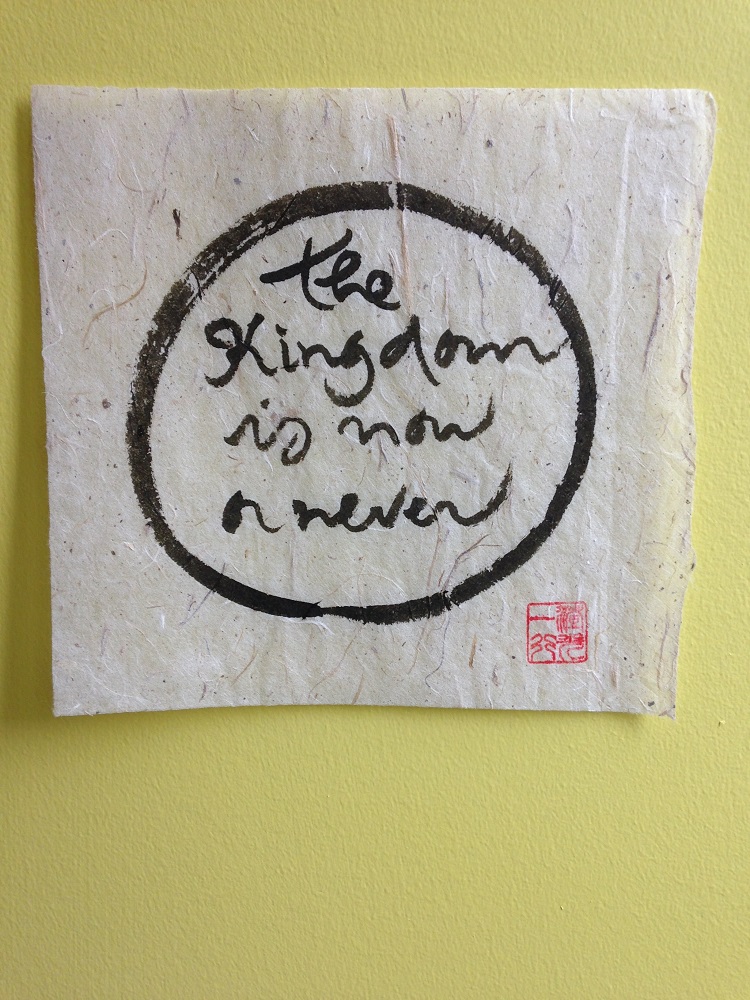 the
Kingdom
is now
or never